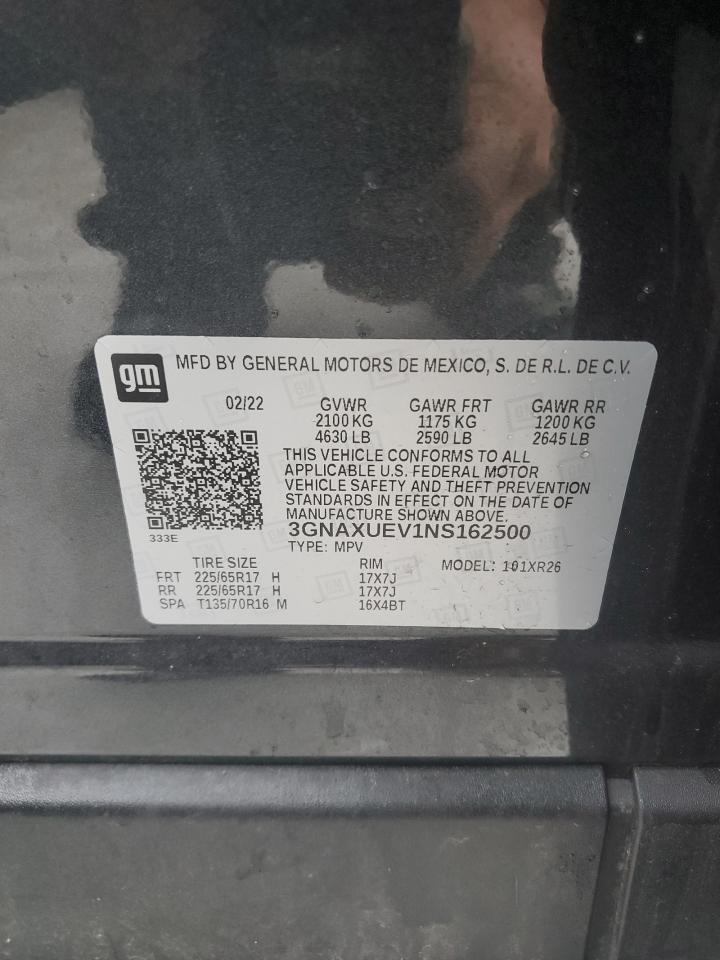 gm MFD BY GENERAL MOTORS DE MEXICO, S. DE R.L. DE C.V.
02/22 GVWR GAWR FRT GAWR RR
2100 KG 1175 KG 1200 KG
4630 LB 2590 LB 2645 LB
THIS VEHICLE CONFORMS TO ALL
APPLICABLE U.S. FEDERAL MOTOR
VEHICLE SAFETY AND THEFT PREVENTION
STANDARDS IN EFFECT ON THE DATE OF
MANUFACTURE SHOWN ABOVE.
333E 3GNAXUEV1NS162500
TYPE: MPV
TIRE SIZE RIM MODEL: 101XR26
FRT 225/65R17 H 17X7J
RR 225/65R17 H 17X7J
SPA T135/70R16 M 16X4BT